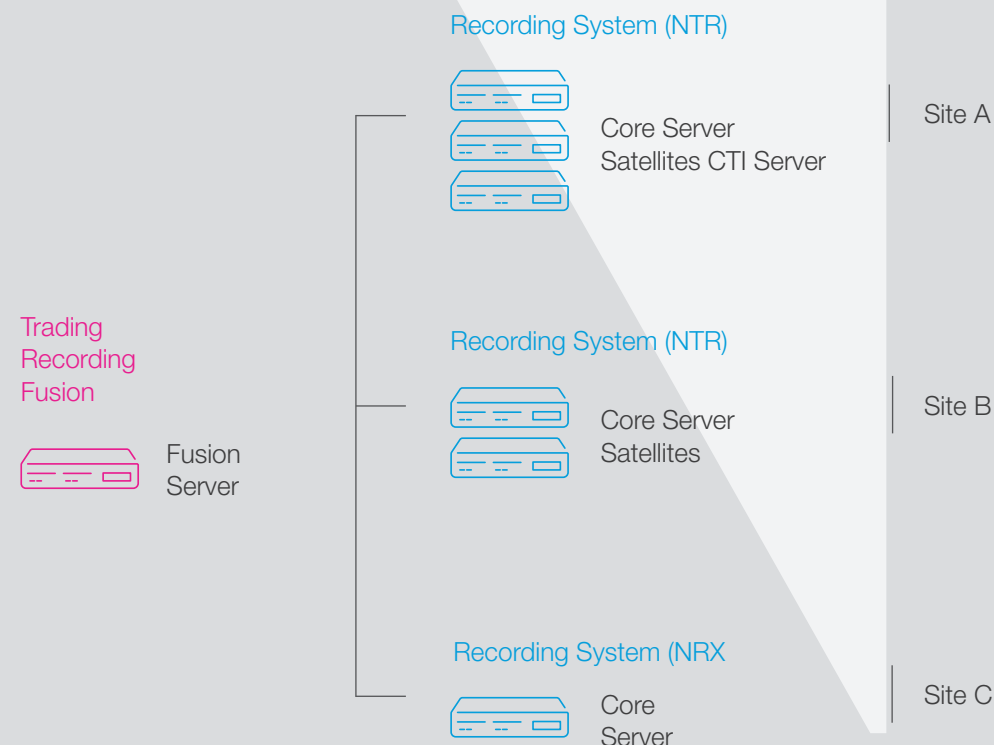 Recording System (NTR)
Core Server
Satellites CTI Server
Site A
Trading
Recording
Fusion
Fusion
Server
Recording System (NTR)
Core Server
Satellites
Site B
Recording System (NRX
Core
Server
Site C